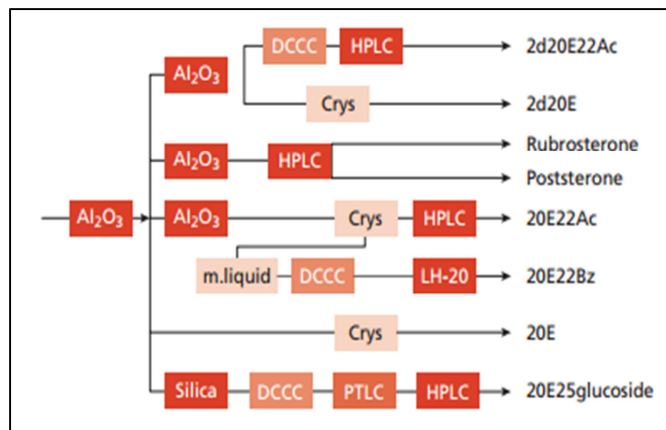 DCCC HPLC 2d20E22Ac
Al₂O₃
Crys 2d20E
Rubrosterone
Al₂O₃ HPLC
Poststerone
Al₂O₃ Al₂O₃ Crys HPLC 20E22Ac
m.liquid DCCC LH-20 20E22Bz
Crys 20E
Silica DCCC PTLC HPLC 20E25glucoside